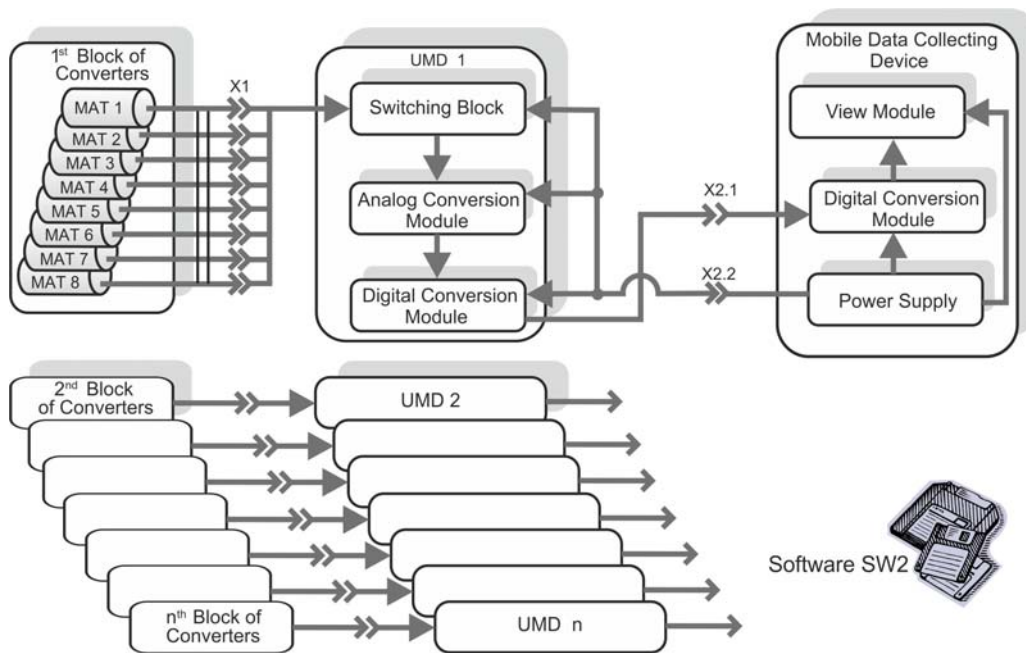 1st Block of
Converters
MAT 1
MAT 2
MAT 3
MAT 4
MAT 5
MAT 6
MAT 7
MAT 8
X1
UMD 1
Switching Block
Analog Conversion
Module
Digital Conversion
Module
X2.1
X2.2
Mobile Data Collecting
Device
View Module
Digital Conversion
Module
Power Supply
2nd Block
of Converters
UMD 2
nth Block of
Converters
UMD n
Software SW2